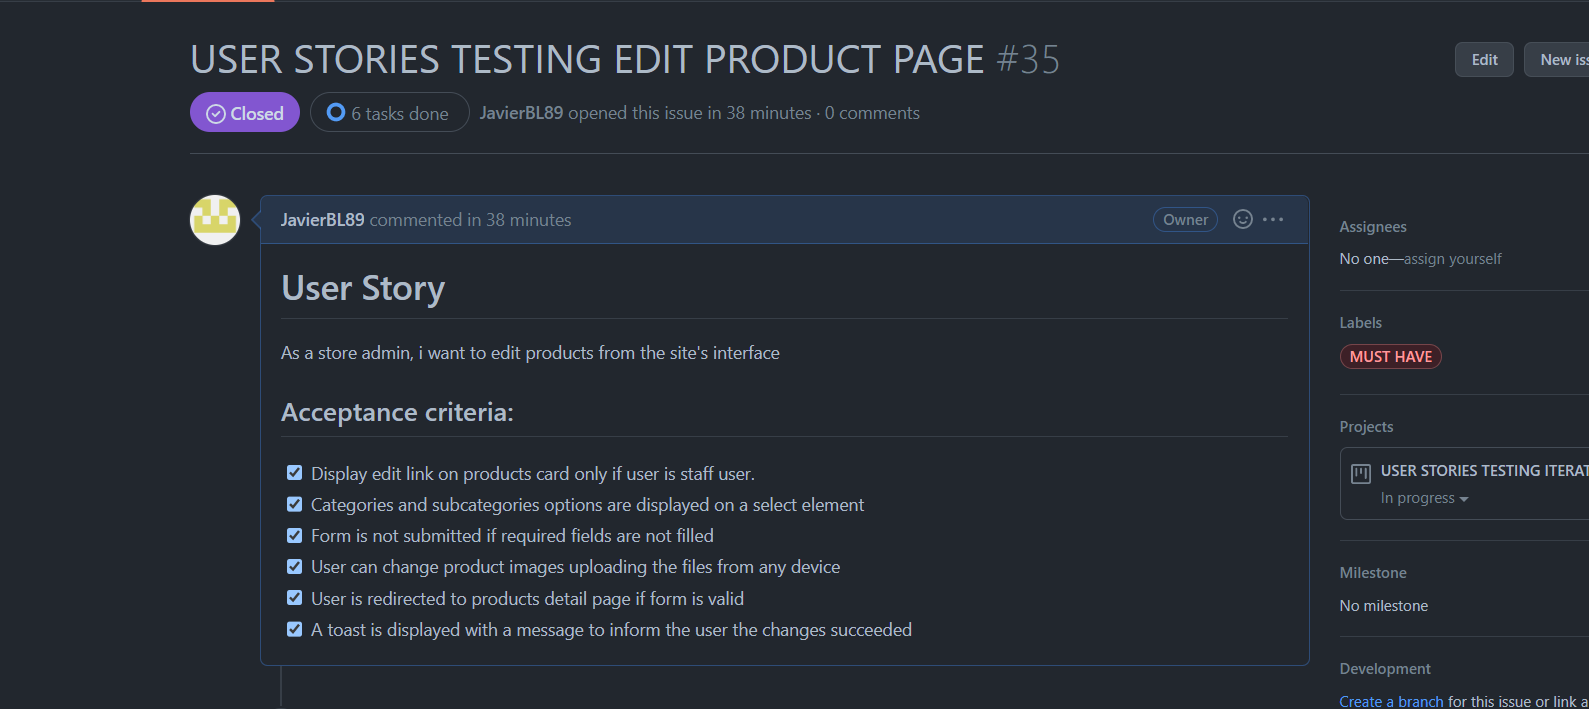 USER STORIES TESTING EDIT PRODUCT PAGE #35
Edit
New iss
Closed
6 tasks done
JavierBL89 opened this issue in 38 minutes · 0 comments
JavierBL89 commented in 38 minutes
Owner
User Story
As a store admin, i want to edit products from the site's interface
Acceptance criteria:
Display edit link on products card only if user is staff user.
Categories and subcategories options are displayed on a select element
Form is not submitted if required fields are not filled
User can change product images uploading the files from any device
User is redirected to products detail page if form is valid
A toast is displayed with a message to inform the user the changes succeeded
Assignees
No one—assign yourself
Labels
MUST HAVE
Projects
USER STORIES TESTING ITERAT
In progress
Milestone
No milestone
Development
Create a branch for this issue or link a